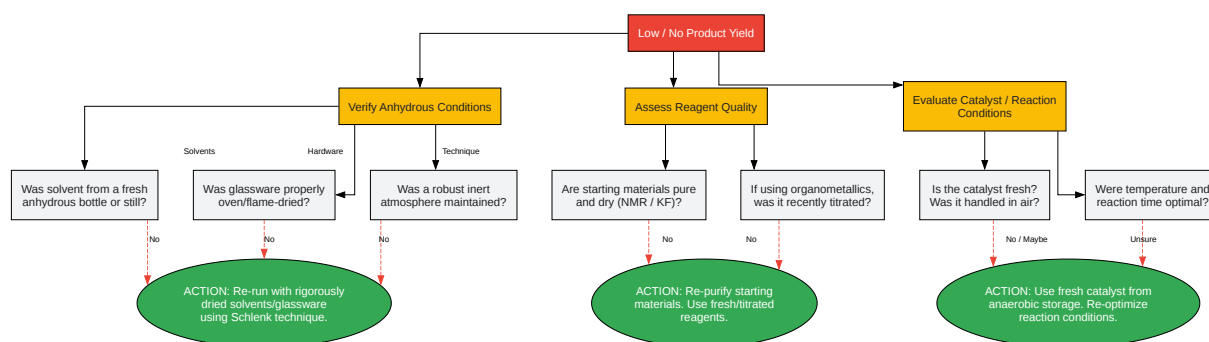 Low / No Product Yield
Verify Anhydrous Conditions
Assess Reagent Quality
Evaluate Catalyst / Reaction
Conditions
Solvents
Hardware
Technique
Was solvent from a fresh
anhydrous bottle or still?
Was glassware properly
oven/flame-dried?
Was a robust inert
atmosphere maintained?
Are starting materials pure
and dry (NMR / KF)?
If using organometallics,
was it recently titrated?
Is the catalyst fresh?
Was it handled in air?
Were temperature and
reaction time optimal?
No
No
No
No
No
No / Maybe
Unsure
ACTION: Re-run with rigorously
dried solvents/glassware
using Schlenk technique.
ACTION: Re-purify starting
materials. Use fresh/titrated
reagents.
ACTION: Use fresh catalyst from
anaerobic storage. Re-optimize
reaction conditions.